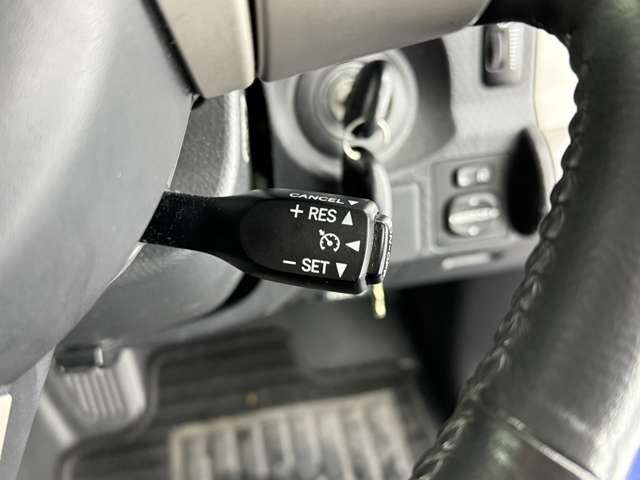 CANCEL ▼
+ RES ▲
◀
− SET ▼